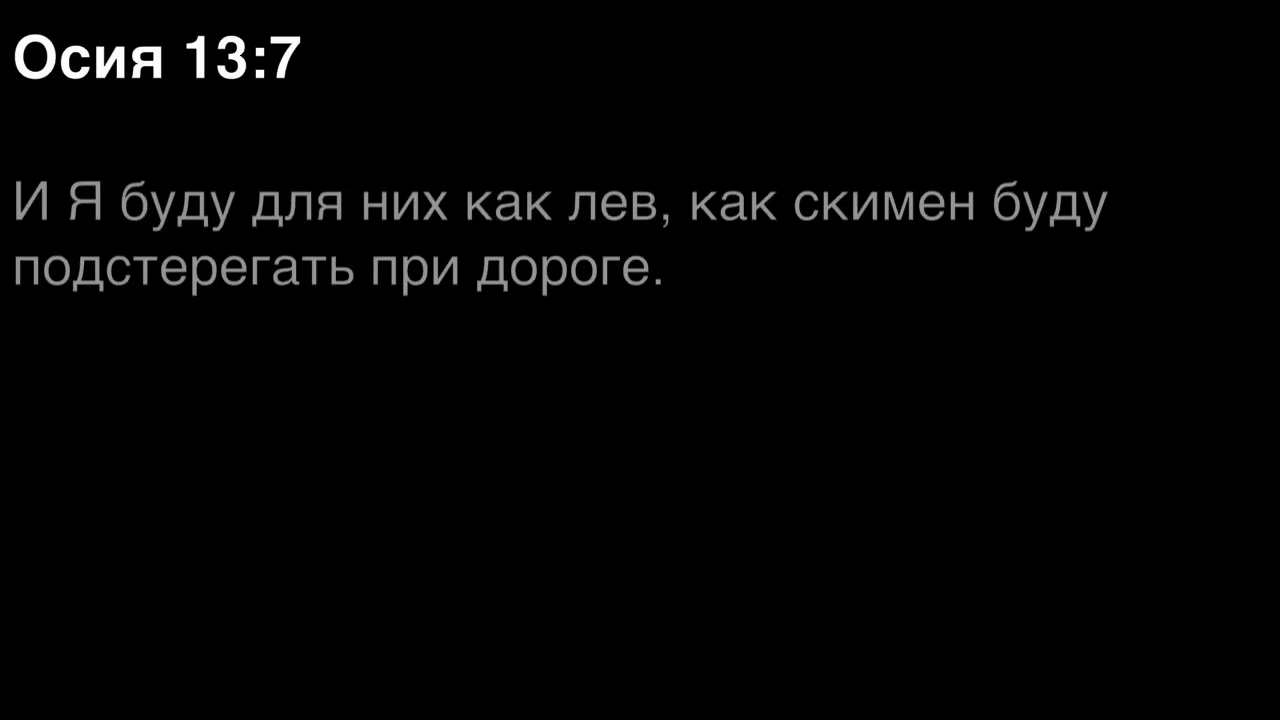 Осия 13:7
И Я буду для них как лев, как скимен буду
подстерегать при дороге.